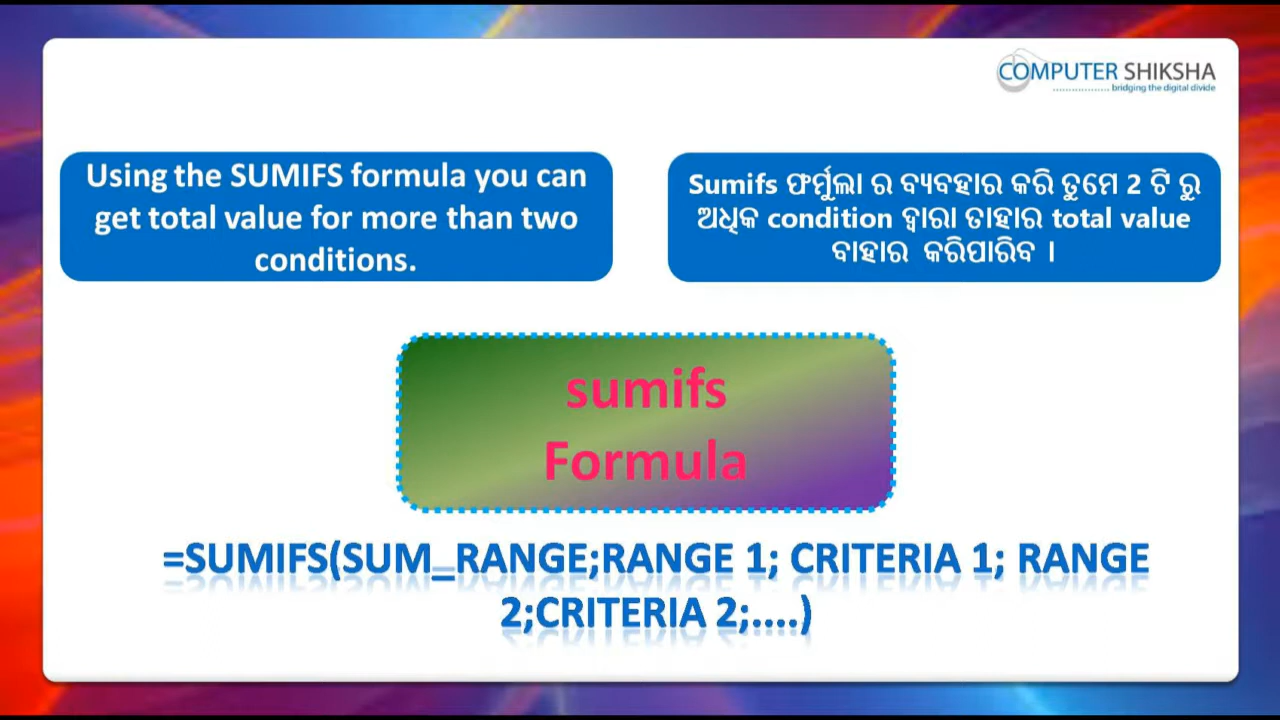 COMPUTER SHIKSHA
bridging the digital divide
Using the SUMIFS formula you can
get total value for more than two
conditions.
Sumifs ଫର୍ମୁଲା ର ବ୍ୟବହାର କରି ତୁମେ 2 ଟି ରୁ
ଅଧିକ condition ଦ୍ୱାରା ତାହାର total value
ବାହାର କରିପାରିବ ।
sumifs
Formula
=SUMIFS(SUM_RANGE;RANGE 1; CRITERIA 1; RANGE
2;CRITERIA 2;....)